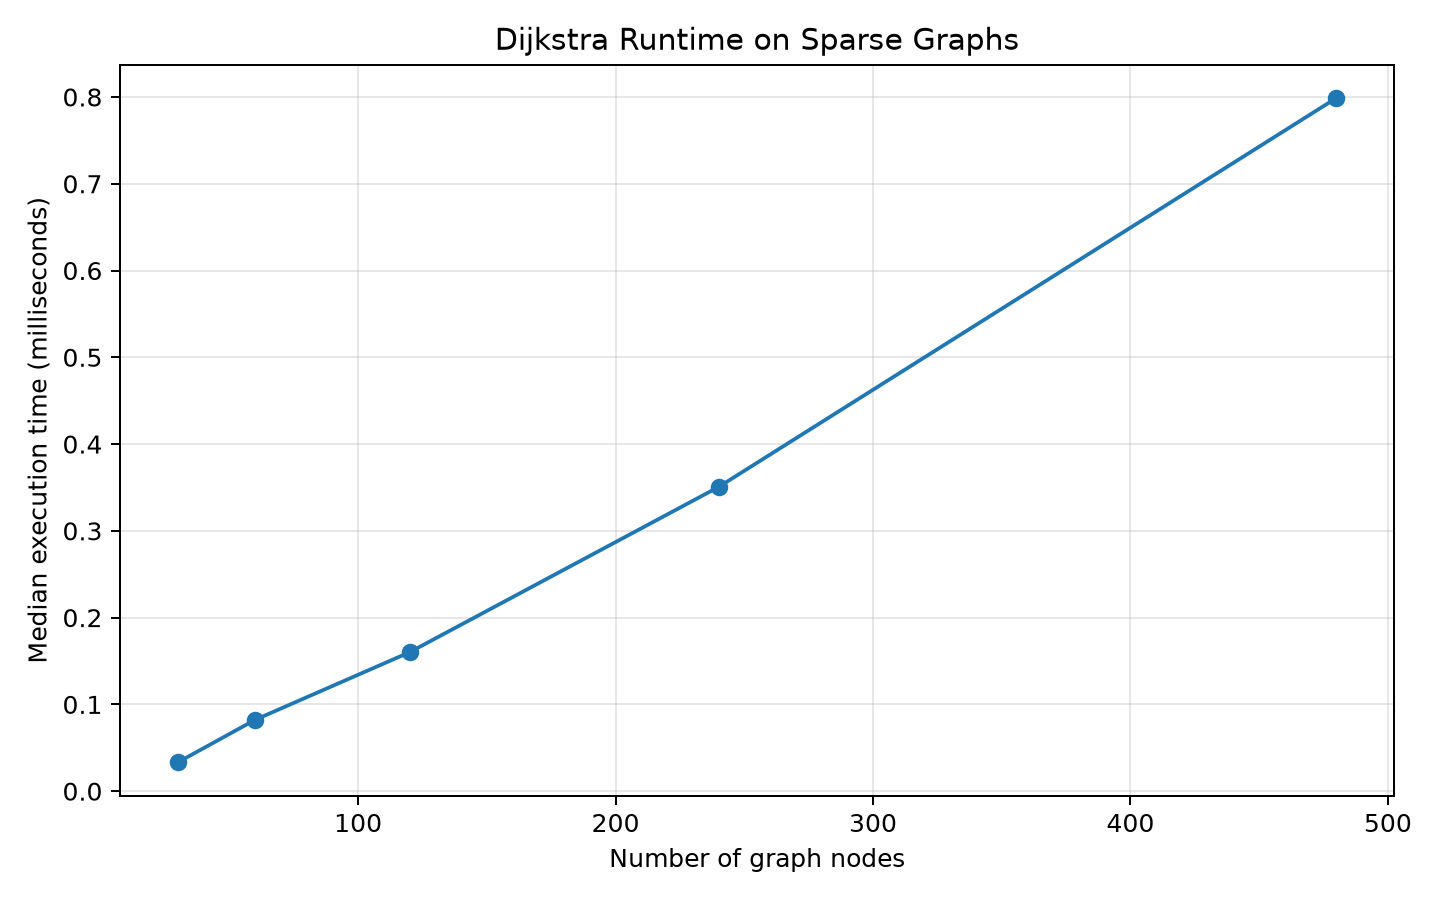 Dijkstra Runtime on Sparse Graphs
0.8
0.7
0.6
0.5
0.4
0.3
0.2
0.1
0.0
Median execution time (milliseconds)
100 200 300 400 500
Number of graph nodes